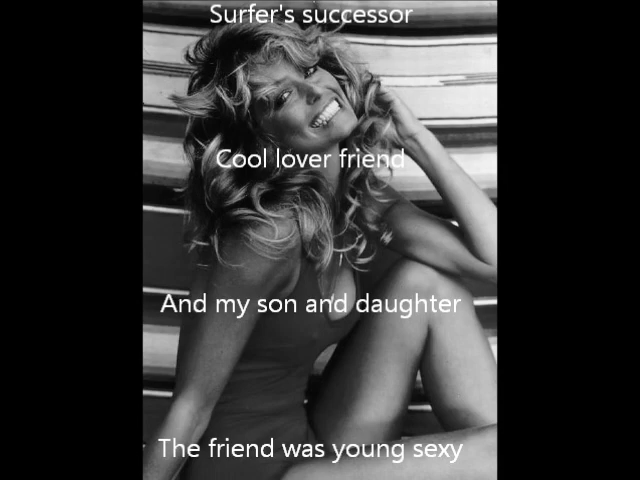 Surfer's successor
Cool lover friend
And my son and daughter
The friend was young sexy